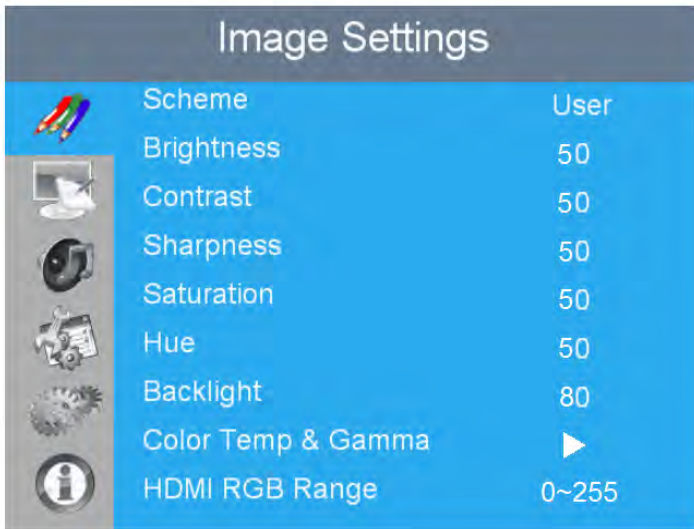 Image Settings
Scheme User
Brightness 50
Contrast 50
Sharpness 50
Saturation 50
Hue 50
Backlight 80
Color Temp & Gamma
HDMI RGB Range 0~255